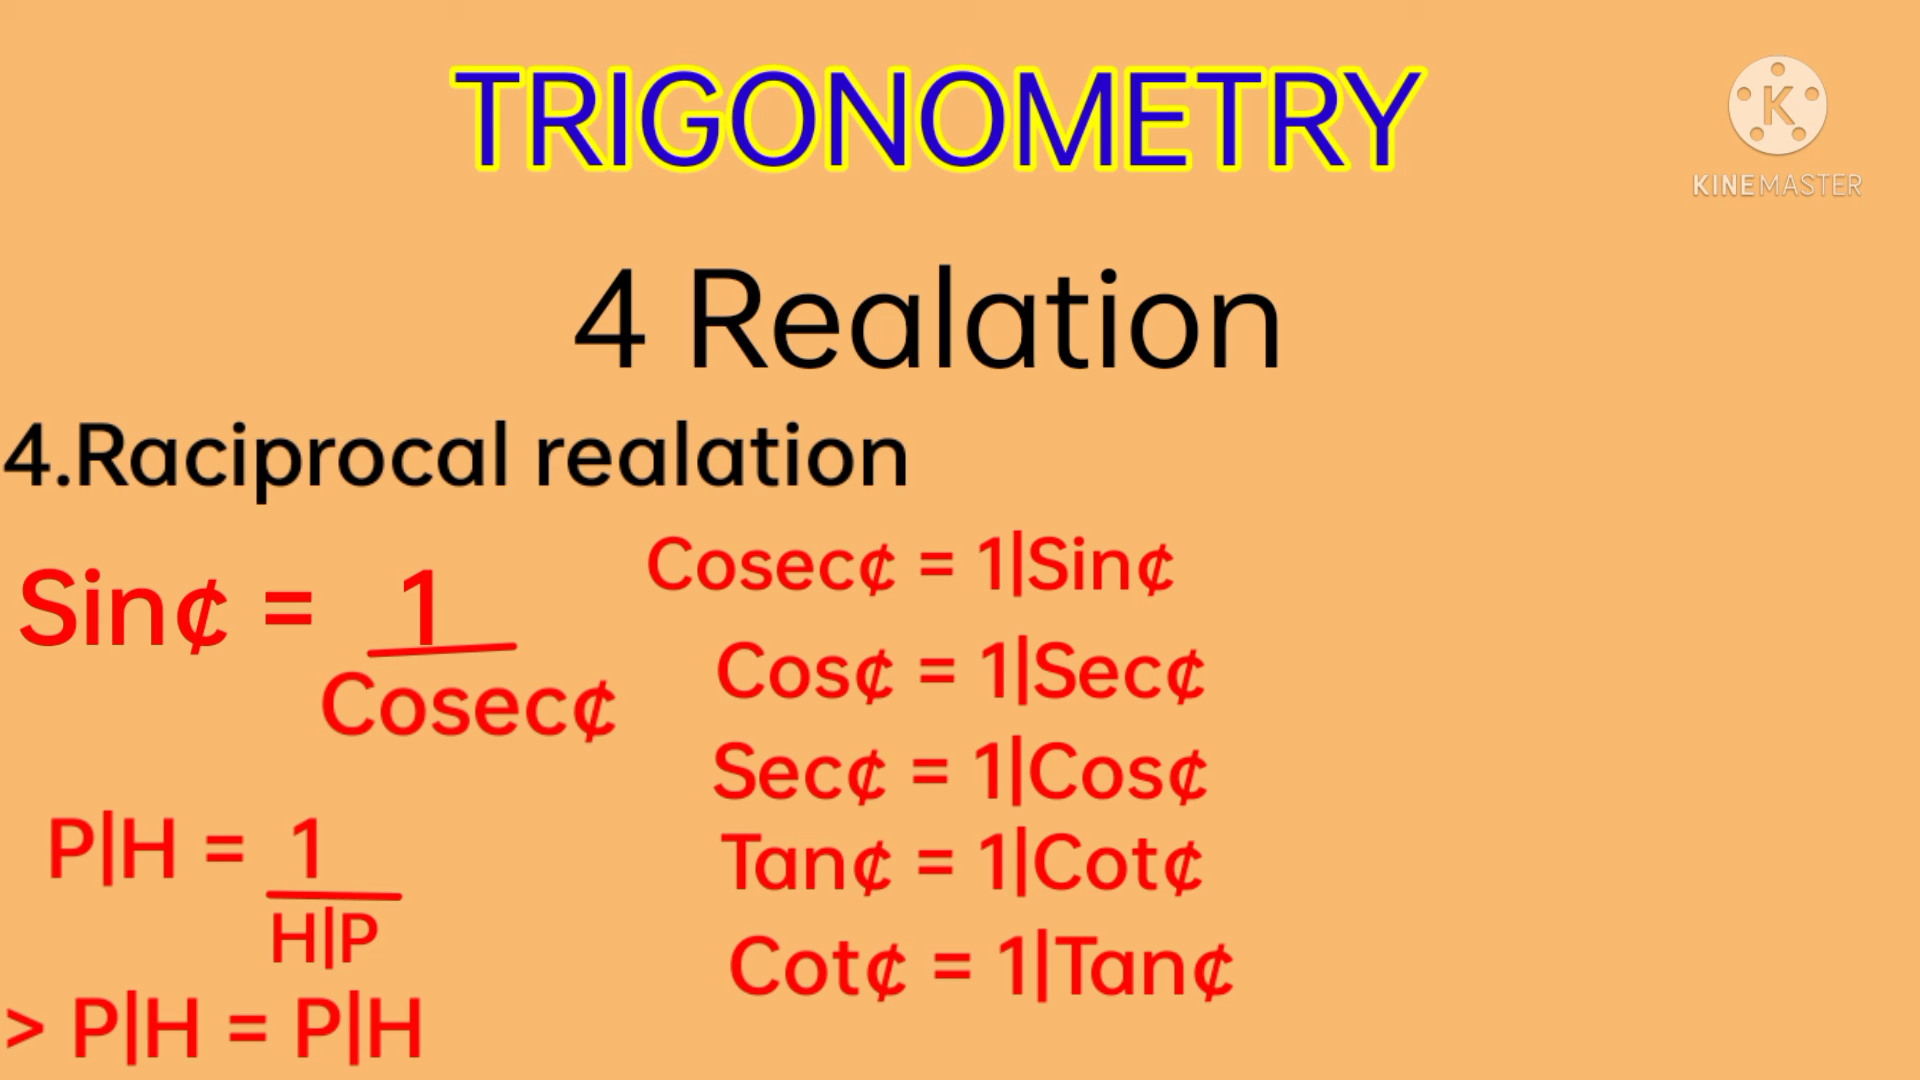 TRIGONOMETRY
K
KINEMASTER
4 Realation
4.Raciprocal realation
Sin¢ = 1
Cosec¢
P|H = 1
H|P
> P|H = P|H
Cosec¢ = 1|Sin¢
Cos¢ = 1|Sec¢
Sec¢ = 1|Cos¢
Tan¢ = 1|Cot¢
Cot¢ = 1|Tan¢